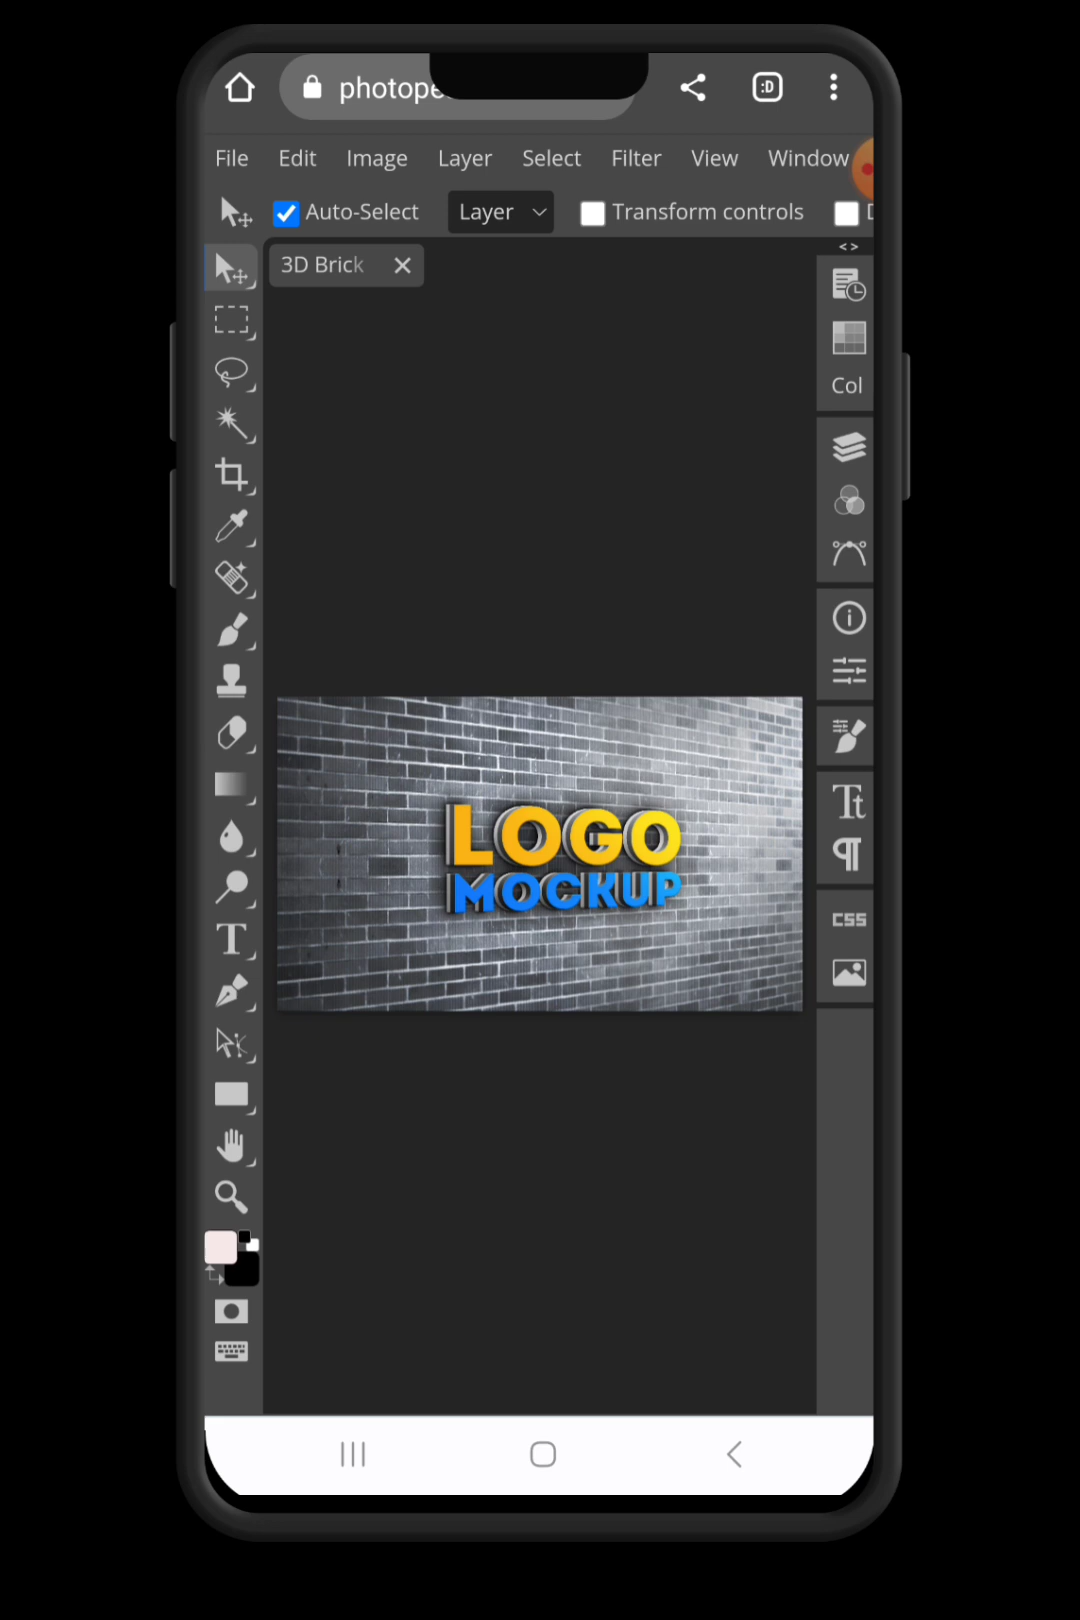 :D
File Edit Image Layer Select Filter View Window
Auto-Select Layer Transform controls
3D Brick
Col
LOGO
MOCKUP
T
Tt
¶
CSS